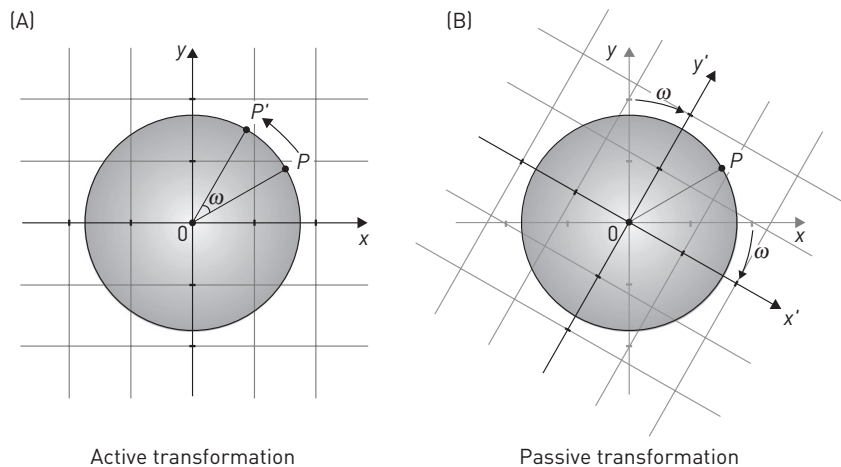 (A)
y
P'
P
ω
0
x
Active transformation
(B)
y
y'
ω
P
0
x
ω
x'
Passive transformation